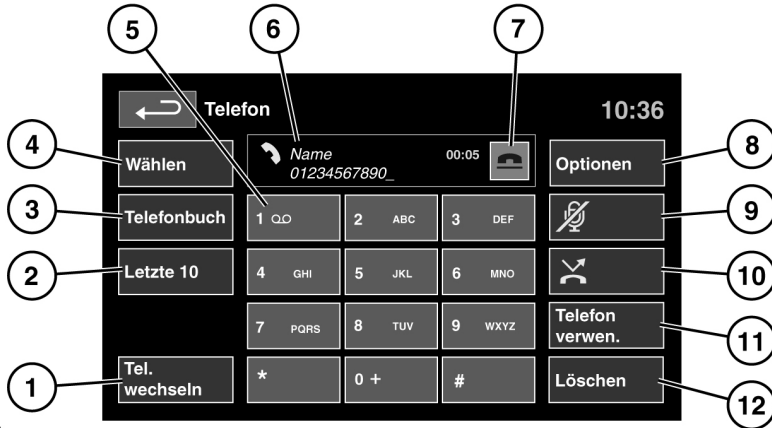 5
6
7
Telefon
10:36
4
Wählen
Name
00:05
01234567890_
Optionen
8
3
Telefonbuch
1
2 ABC
3 DEF
9
2
Letzte 10
4 GHI
5 JKL
6 MNO
10
7 PQRS
8 TUV
9 WXYZ
Telefon
verwen.
11
1
Tel.
wechseln
*
0 +
#
Löschen
12